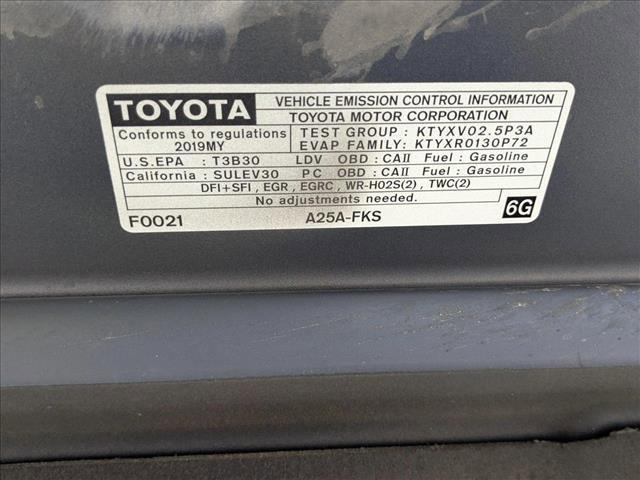 TOYOTA
VEHICLE EMISSION CONTROL INFORMATION
TOYOTA MOTOR CORPORATION
Conforms to regulations
2019MY
TEST GROUP : KTYXV02.5P3A
EVAP FAMILY: KTYXR0130P72
U.S.EPA : T3B30 LDV OBD : CAII Fuel : Gasoline
California : SULEV30 PC OBD : CAII Fuel : Gasoline
DFI+SFI , EGR , EGRC , WR-HO2S(2) , TWC(2)
No adjustments needed.
F0021 A25A-FKS 6G